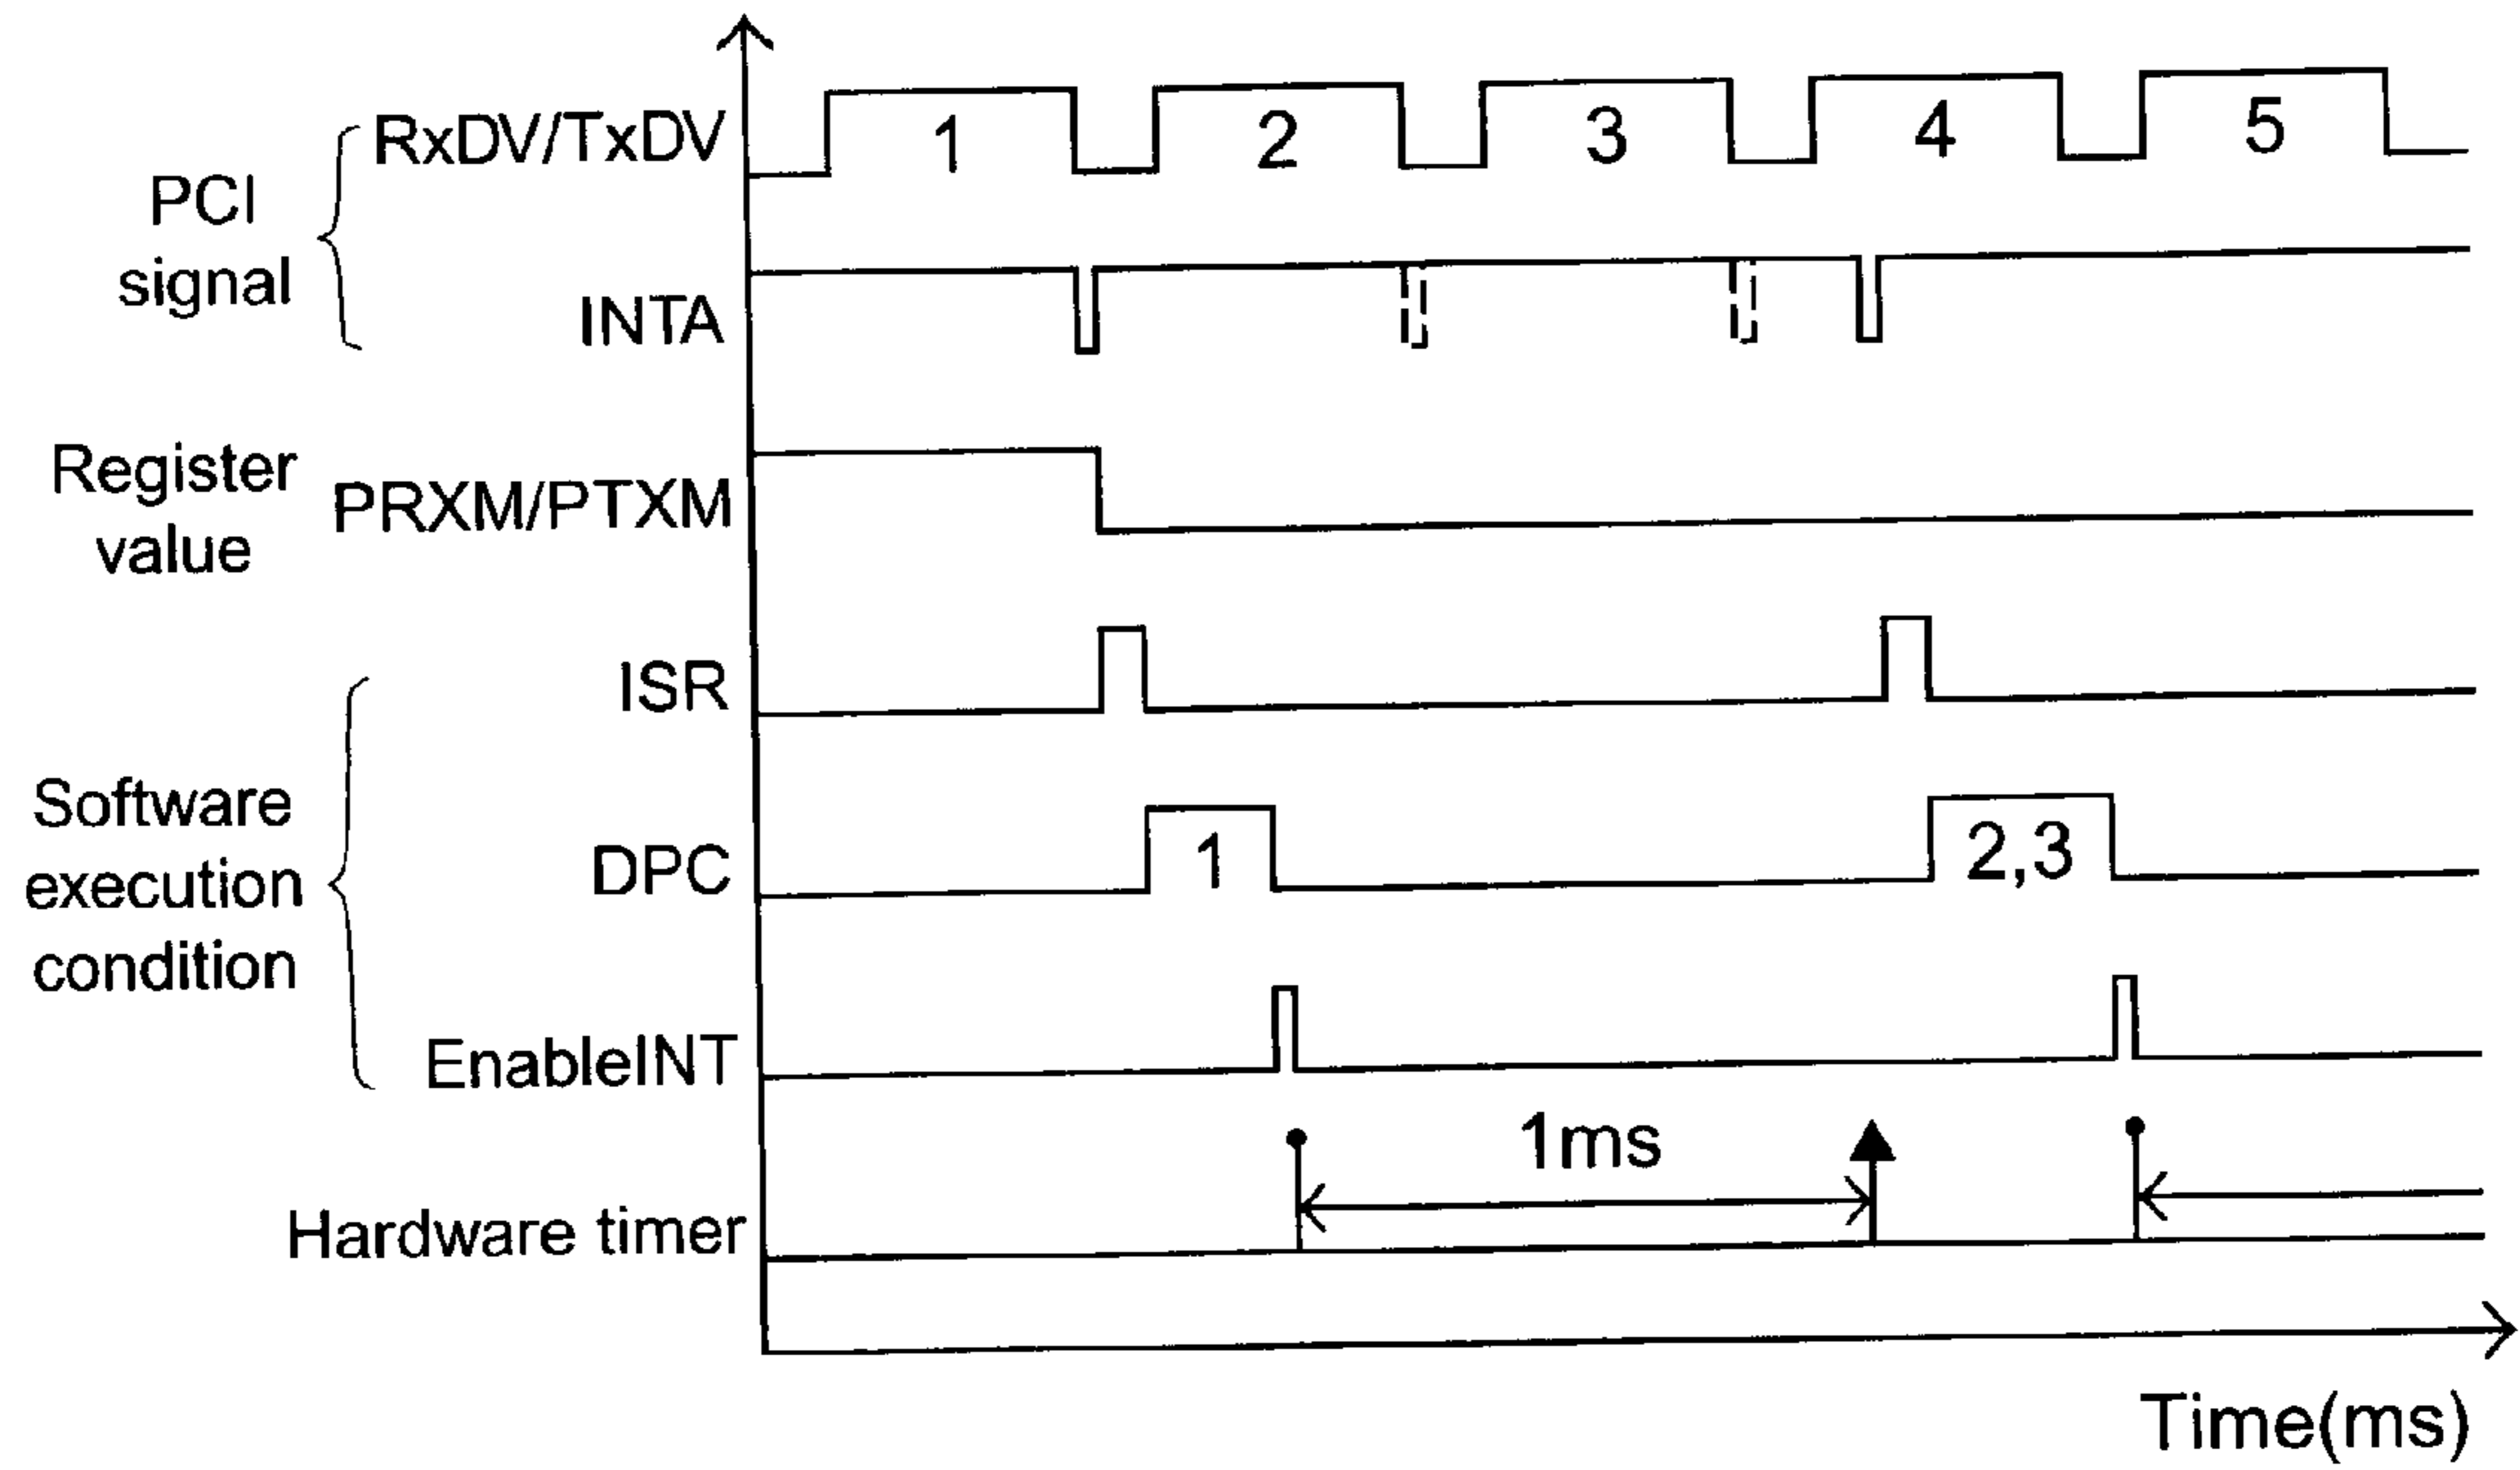 RxDV/TxDV
1
2
3
4
5
PCI
signal
INTA
Register
value
PRXM/PTXM
ISR
Software
execution
condition
DPC
1
2,3
EnableINT
1ms
Hardware timer
Time(ms)